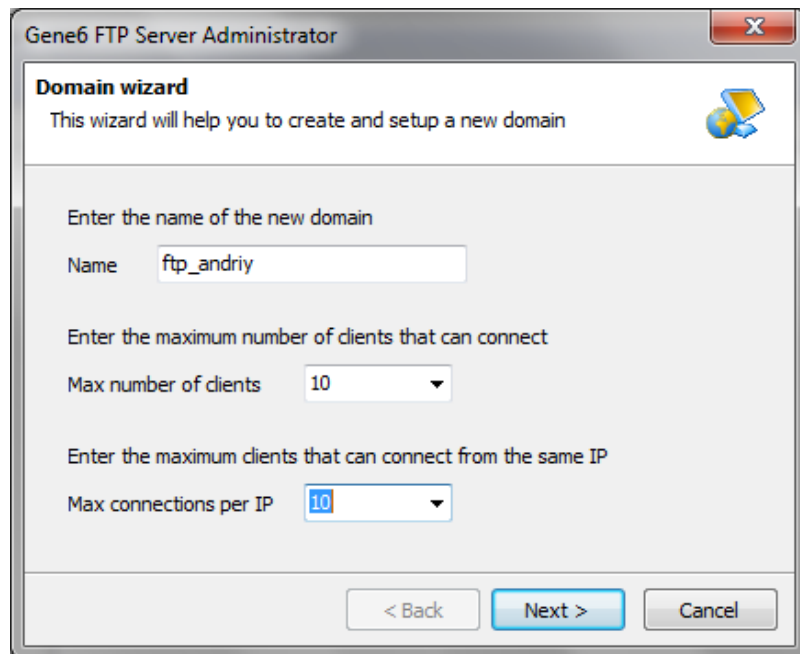 Gene6 FTP Server Administrator
Domain wizard
This wizard will help you to create and setup a new domain
Enter the name of the new domain
Name ftp_andriy
Enter the maximum number of clients that can connect
Max number of clients 10
Enter the maximum clients that can connect from the same IP
Max connections per IP 10
< Back Next > Cancel